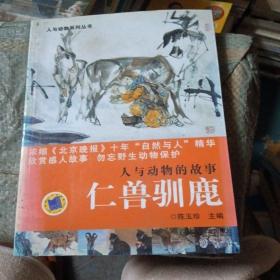 人与动物系列丛书
浓缩《北京晚报》十年“自然与人”精华
欣赏感人故事 勿忘野生动物保护
人与动物的故事
仁兽驯鹿
陈玉珍 主编